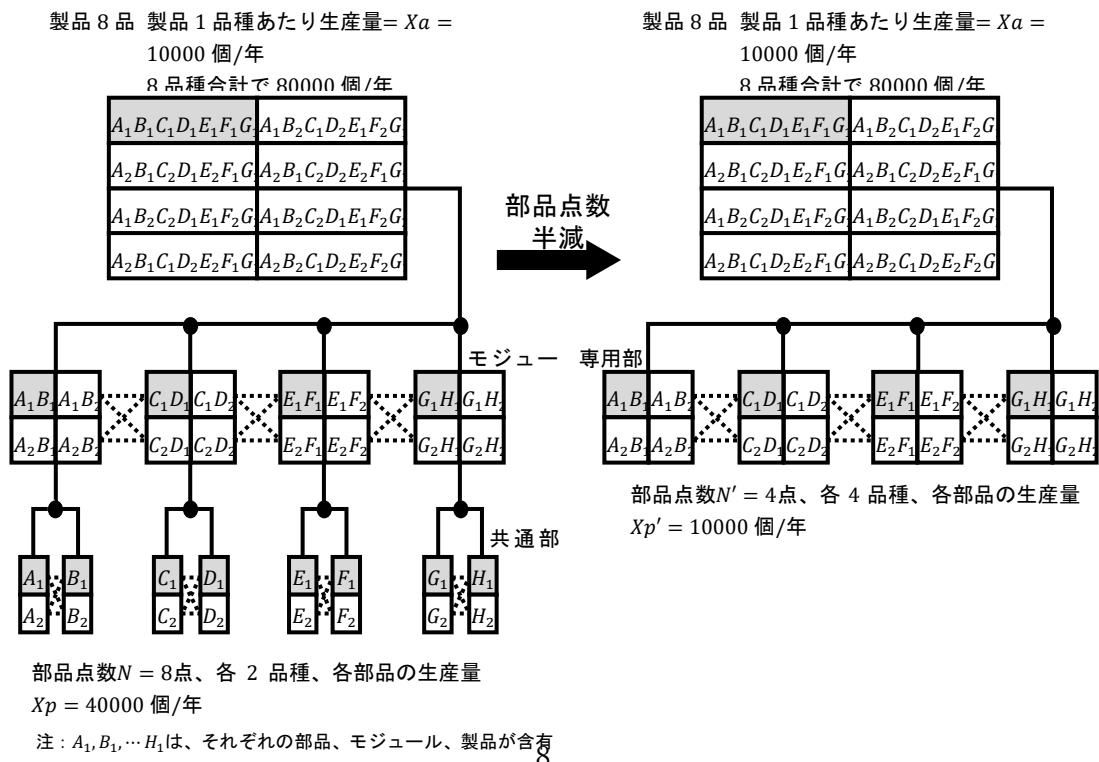 製品 8 品 製品 1 品種あたり生産量= Xa =
10000 個/年
8 品種合計で 80000 個/年
A₁B₁C₁D₁E₁F₁G₁ A₁B₂C₁D₂E₁F₂G
A₂B₁C₂D₁E₂F₁G A₂B₁C₂D₂E₂F₁G
A₁B₂C₂D₁E₁F₂G A₁B₂C₂D₁E₁F₂G
A₂B₁C₁D₁E₂F₁G A₂B₂C₁D₂E₂F₂G
モジュー
A₁B₁ A₁B₂ C₁D₁ C₁D₂ E₁F₁ E₁F₂ G₁H₁ G₁H₂
A₂B₁ A₂B₂ C₂D₁ C₂D₂ E₂F₁ E₂F₂ G₂H₁ G₂H₂
共通部
A₁ B₁ C₁ D₁ E₁ F₁ G₁ H₁
A₂ B₂ C₂ D₂ E₂ F₂ G₂ H₂
部品点数N = 8点、各 2 品種、各部品の生産量
Xp = 40000 個/年
注：A₁, B₁, ⋯ H₁は、それぞれの部品、モジュール、製品が含有
8
部品点数
半減
製品 8 品 製品 1 品種あたり生産量= Xa =
10000 個/年
8 品種合計で 80000 個/年
A₁B₁C₁D₁E₁F₁G₁ A₁B₂C₁D₂E₁F₂G
A₂B₁C₂D₁E₂F₁G A₂B₁C₂D₂E₂F₁G
A₁B₂C₂D₁E₁F₂G A₁B₂C₂D₁E₁F₂G
A₂B₁C₁D₁E₂F₁G A₂B₂C₁D₂E₂F₂G
専用部
A₁B₁ A₁B₂ C₁D₁ C₁D₂ E₁F₁ E₁F₂ G₁H₁ G₁H₂
A₂B₁ A₂B₂ C₂D₁ C₂D₂ E₂F₁ E₂F₂ G₂H₁ G₂H₂
部品点数N′ = 4点、各 4 品種、各部品の生産量
Xp′ = 10000 個/年